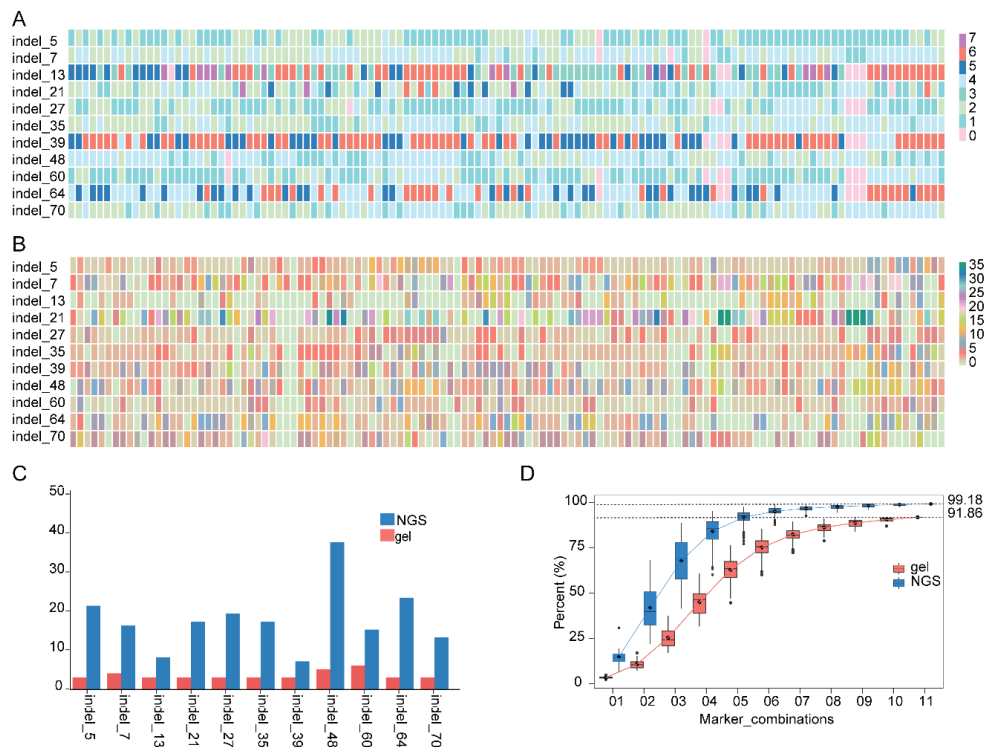 A
indel_5
indel_7
indel_13
indel_21
indel_27
indel_35
indel_39
indel_48
indel_60
indel_64
indel_70
7
6
5
4
3
2
1
0
B
indel_5
indel_7
indel_13
indel_21
indel_27
indel_35
indel_39
indel_48
indel_60
indel_64
indel_70
35
30
25
20
15
10
5
0
C
50
40
30
20
10
0
NGS
gel
indel_5
indel_7
indel_13
indel_21
indel_27
indel_35
indel_39
indel_48
indel_60
indel_64
indel_70
D
Percent (%)
100
75
50
25
0
99.18
91.86
gel
NGS
01 02 03 04 05 06 07 08 09 10 11
Marker_combinations